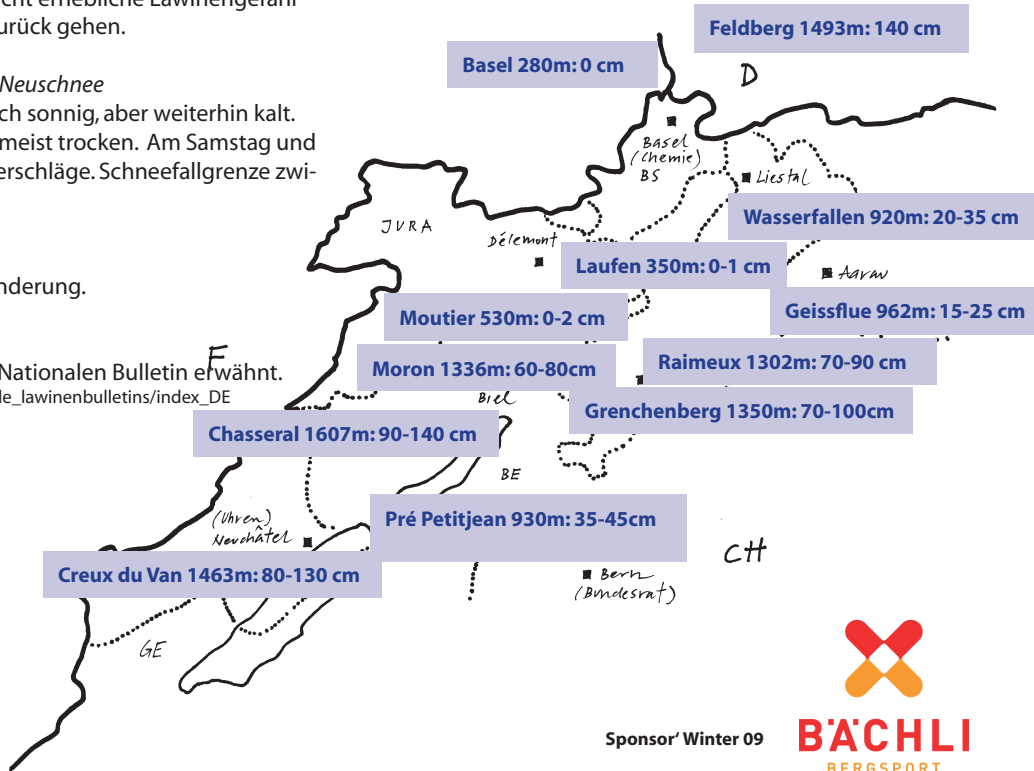 cht erhebliche Lawinengefahr
urück gehen.
Neuschnee
ch sonnig, aber weiterhin kalt.
meist trocken. Am Samstag und
erschläge. Schneefallgrenze zwi-
nderung.
Nationalen Bulletin erwähnt.
le_lawinenbulletins/index_DE
Feldberg 1493m: 140 cm
Basel 280m: 0 cm
D
Basel
(Chemie)
BS
Liestal
Wasserfallen 920m: 20-35 cm
JURA
Délemont
Laufen 350m: 0-1 cm
Aarau
Geissflue 962m: 15-25 cm
Moutier 530m: 0-2 cm
F
Raimeux 1302m: 70-90 cm
Moron 1336m: 60-80cm
Biel
Grenchenberg 1350m: 70-100cm
Chasseral 1607m: 90-140 cm
BE
Pré Petitjean 930m: 35-45cm
(Uhren)
Neuchâtel
CH
Creux du Van 1463m: 80-130 cm
Bern
(Bundesrat)
GE
Sponsor‘ Winter 09
BÄCHLI
BERGSPORT